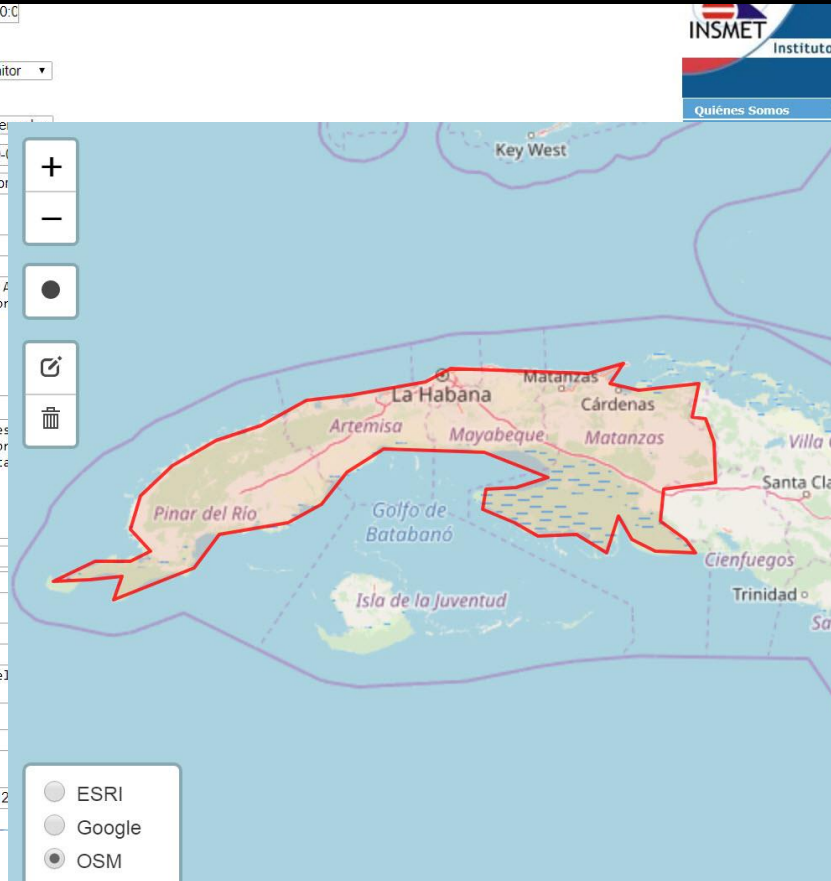 INSMET
Instituto
Quiénes Somos
Key West
+
−
La Habana
Matanzas
Cárdenas
Artemisa
Mayabeque
Matanzas
Villa
Santa Cla
Pinar del Río
Golfo de
Batabanó
Cienfuegos
Isla de la Juventud
Trinidad
Sa
ESRI
Google
OSM